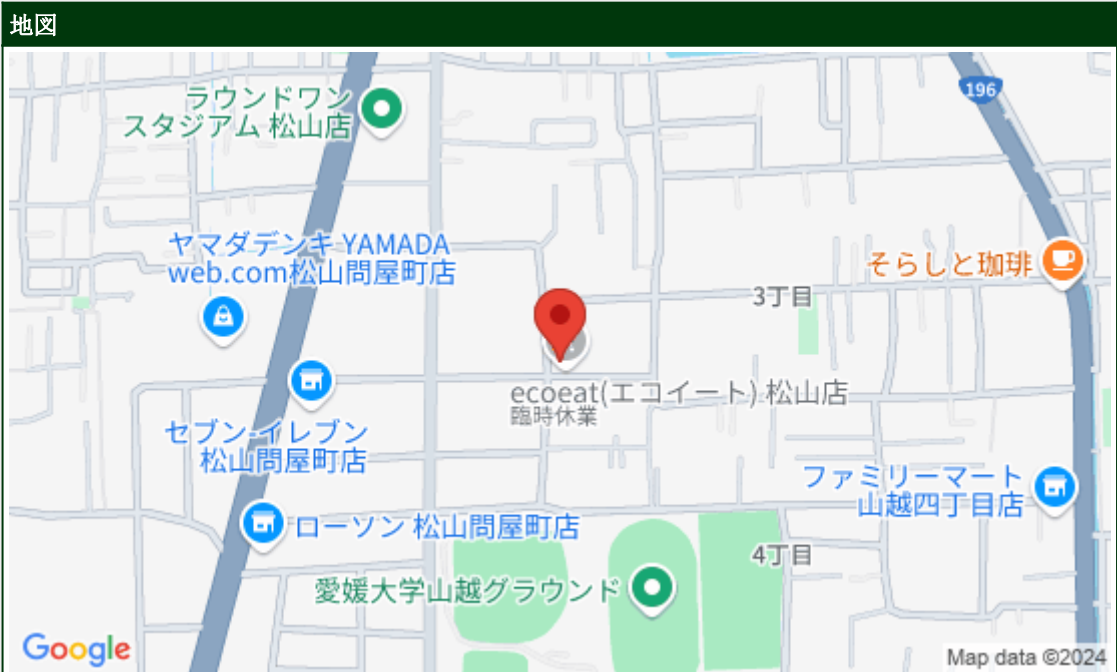 地図
ラウンドワン
スタジアム 松山店
196
ヤマダデンキ YAMADA
web.com松山問屋町店
そらしと珈琲
3丁目
ecoeat(エコイート) 松山店
臨時休業
セブン-イレブン
松山問屋町店
ファミリーマート
山越四丁目店
ローソン 松山問屋町店
4丁目
愛媛大学山越グラウンド
Google
Map data ©2024